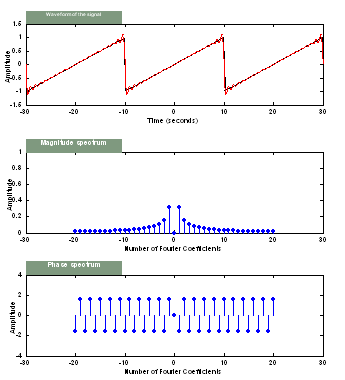 Waveform of the signal
1.5
1
0.5
0
-0.5
-1
-1.5
Amplitude
-30 -20 -10 0 10 20 30
Time (seconds)
Magnitude spectrum
1
0.8
0.6
0.4
0.2
0
Amplitude
-30 -20 -10 0 10 20 30
Number of Fourier Coefficients
Phase spectrum
4
2
0
-2
-4
Amplitude
-30 -20 -10 0 10 20 30
Number of Fourier Coefficients